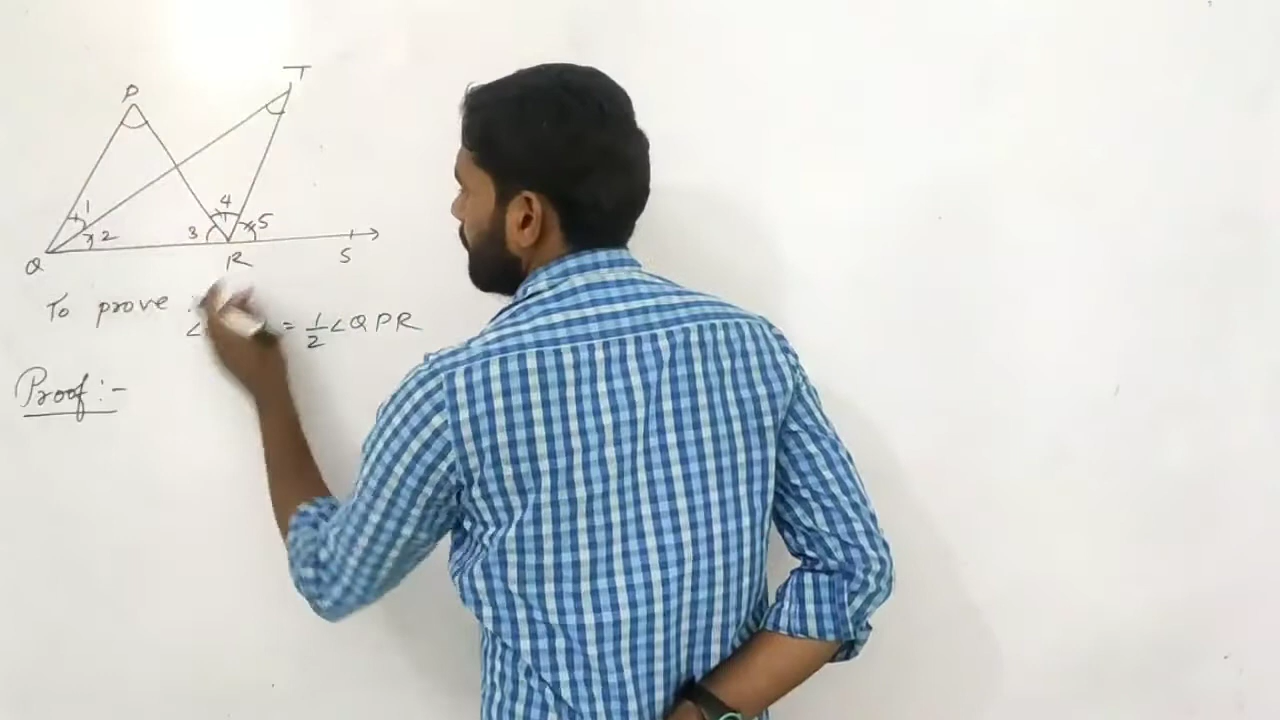 T
P
1
4
2
3
5
Q
R
S
To prove :
∠ = 1/2 ∠QPR
Proof :-